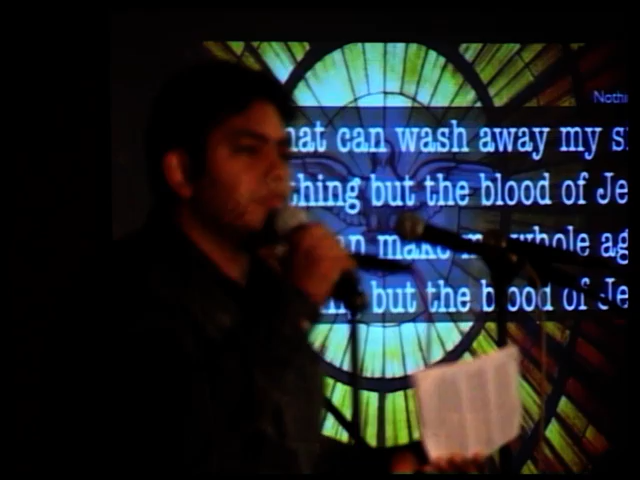 Nothi
hat can wash away my s
thing but the blood of Je
n make m whole ag
but the blood of Je